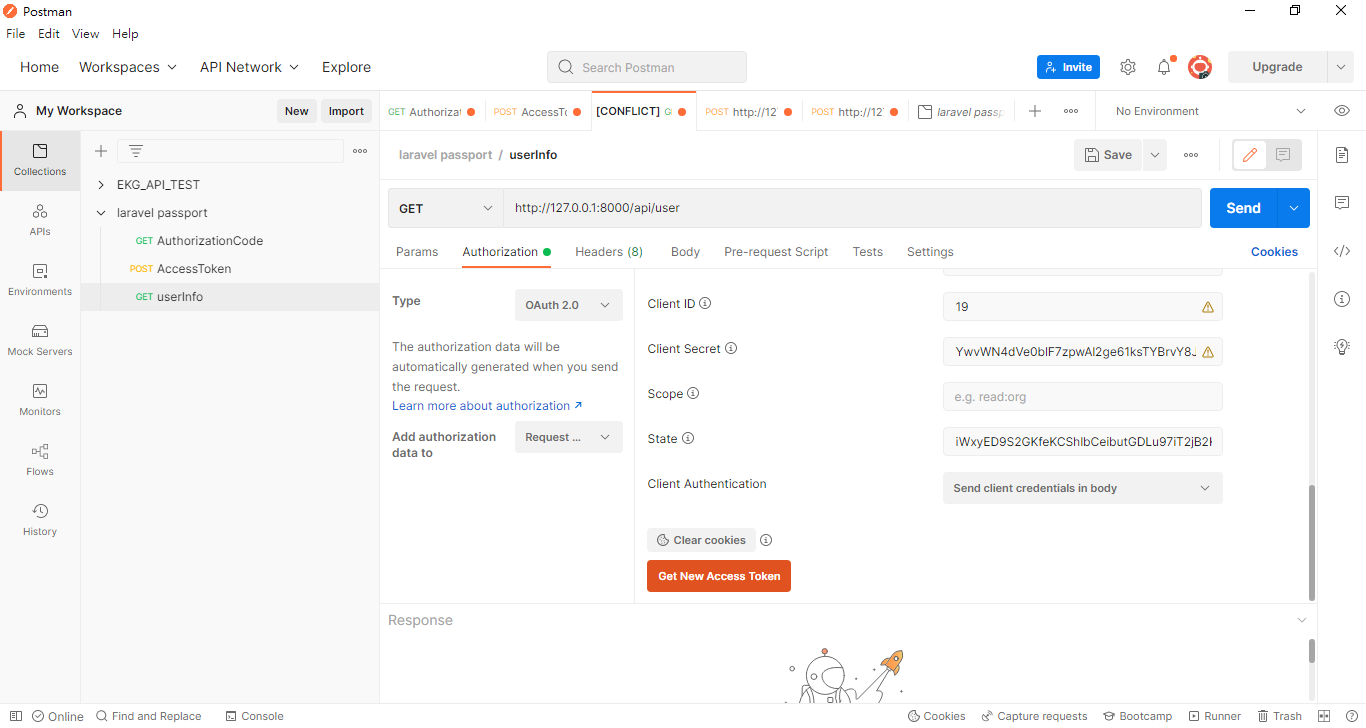 Postman
File Edit View Help
Home Workspaces API Network Explore Search Postman Invite Upgrade
My Workspace New Import
GET Authorizat POST AccessTo [CONFLICT] G POST http://12 POST http://12 laravel passp No Environment
Collections
APIs
Environments
Mock Servers
Monitors
Flows
History
EKG_API_TEST
laravel passport
GET AuthorizationCode
POST AccessToken
GET userInfo
laravel passport / userInfo Save
GET http://127.0.0.1:8000/api/user Send
Params Authorization Headers (8) Body Pre-request Script Tests Settings Cookies
Type OAuth 2.0
The authorization data will be
automatically generated when you send
the request.
Learn more about authorization ↗
Add authorization
data to
Request ...
Client ID 19
Client Secret
Scope e.g. read:org
State
Client Authentication Send client credentials in body
Clear cookies
Get New Access Token
Response
Online Find and Replace Console Cookies Capture requests Bootcamp Runner Trash